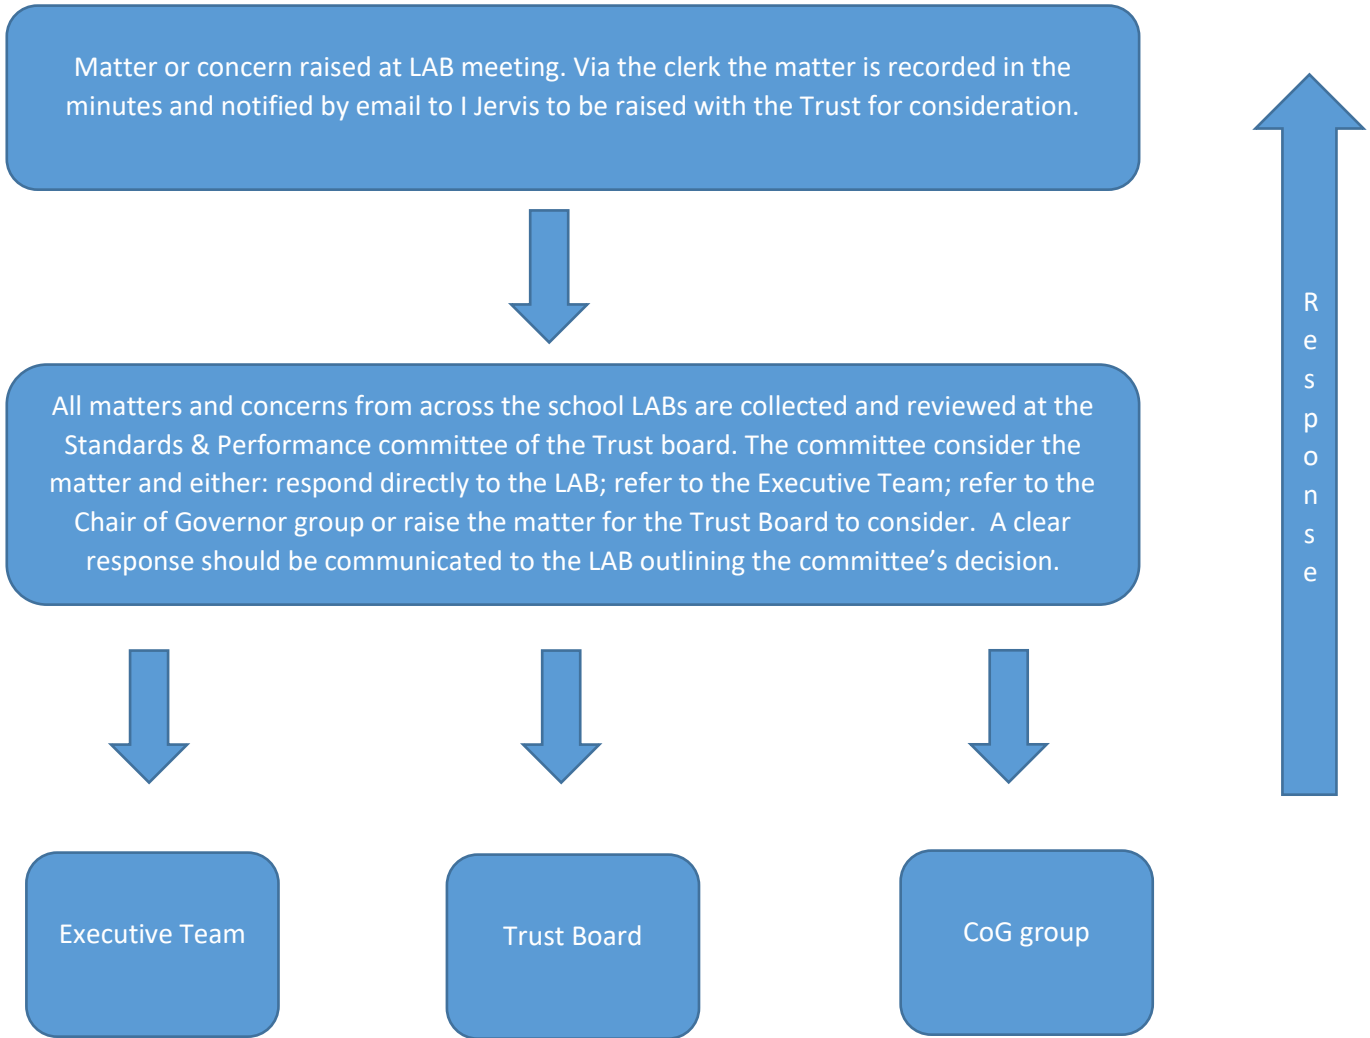 Matter or concern raised at LAB meeting. Via the clerk the matter is recorded in the
minutes and notified by email to I Jervis to be raised with the Trust for consideration.
Response
All matters and concerns from across the school LABs are collected and reviewed at the
Standards & Performance committee of the Trust board. The committee consider the
matter and either: respond directly to the LAB; refer to the Executive Team; refer to the
Chair of Governor group or raise the matter for the Trust Board to consider.  A clear
response should be communicated to the LAB outlining the committee’s decision.
Executive Team
Trust Board
CoG group